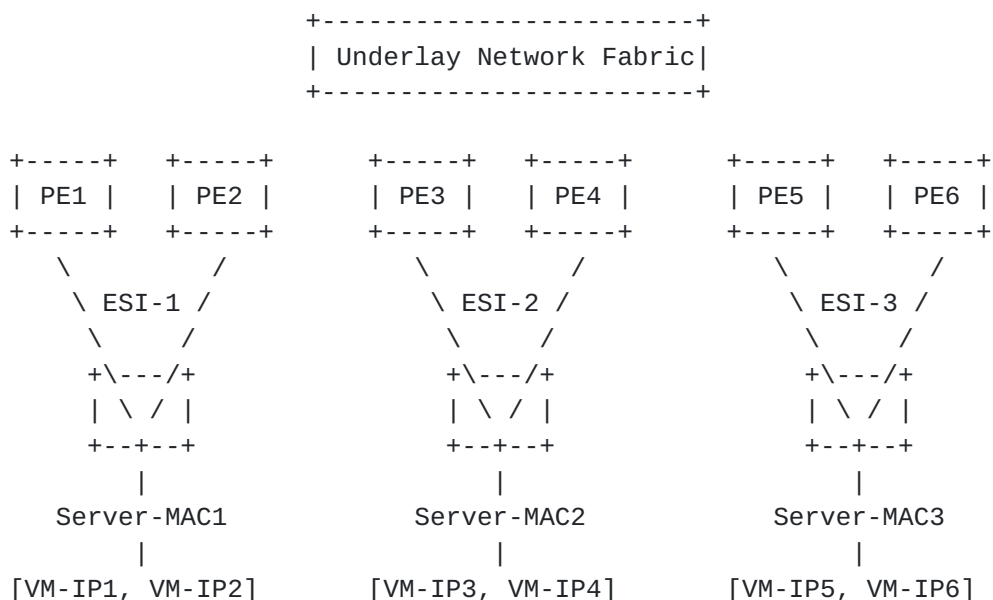 Underlay Network Fabric
PE1 PE2 PE3 PE4 PE5 PE6
ESI-1 ESI-2 ESI-3
Server-MAC1 Server-MAC2 Server-MAC3
[VM-IP1, VM-IP2] [VM-IP3, VM-IP4] [VM-IP5, VM-IP6]